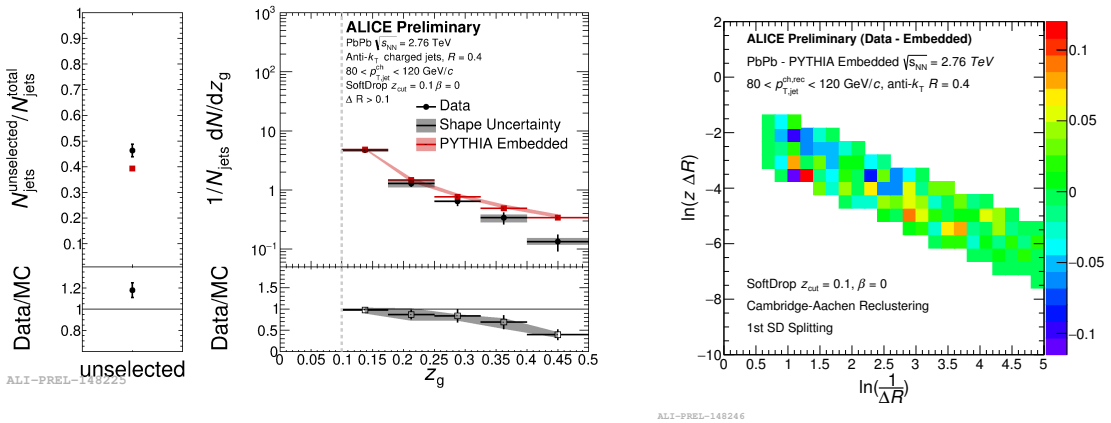 N_jets^unselected/N_jets^total
1
0.9
0.8
0.7
0.6
0.5
0.4
0.3
0.2
0.1
Data/MC
1.2
1
0.8
unselected
ALI-PREL-148225
1/N_jets dN/dz_g
10³
10²
10
1
10⁻¹
ALICE Preliminary
PbPb √s_NN = 2.76 TeV
Anti-k_T charged jets, R = 0.4
80 < p_T,jet^ch < 120 GeV/c
SoftDrop z_cut = 0.1 β = 0
Δ R > 0.1
Data
Shape Uncertainty
PYTHIA Embedded
Data/MC
1.5
1
0.5
0
0 0.05 0.1 0.15 0.2 0.25 0.3 0.35 0.4 0.45 0.5
z_g
ln(z ΔR)
2
0
−2
−4
−6
−8
−10
ALICE Preliminary (Data - Embedded)
PbPb - PYTHIA Embedded √s_NN = 2.76 TeV
80 < p_T,jet^ch,rec < 120 GeV/c, anti-k_T R = 0.4
SoftDrop z_cut = 0.1, β = 0
Cambridge-Aachen Reclustering
1st SD Splitting
0 0.5 1 1.5 2 2.5 3 3.5 4 4.5 5
ln(1/ΔR)
0.1
0.05
0
−0.05
−0.1
ALI-PREL-148246